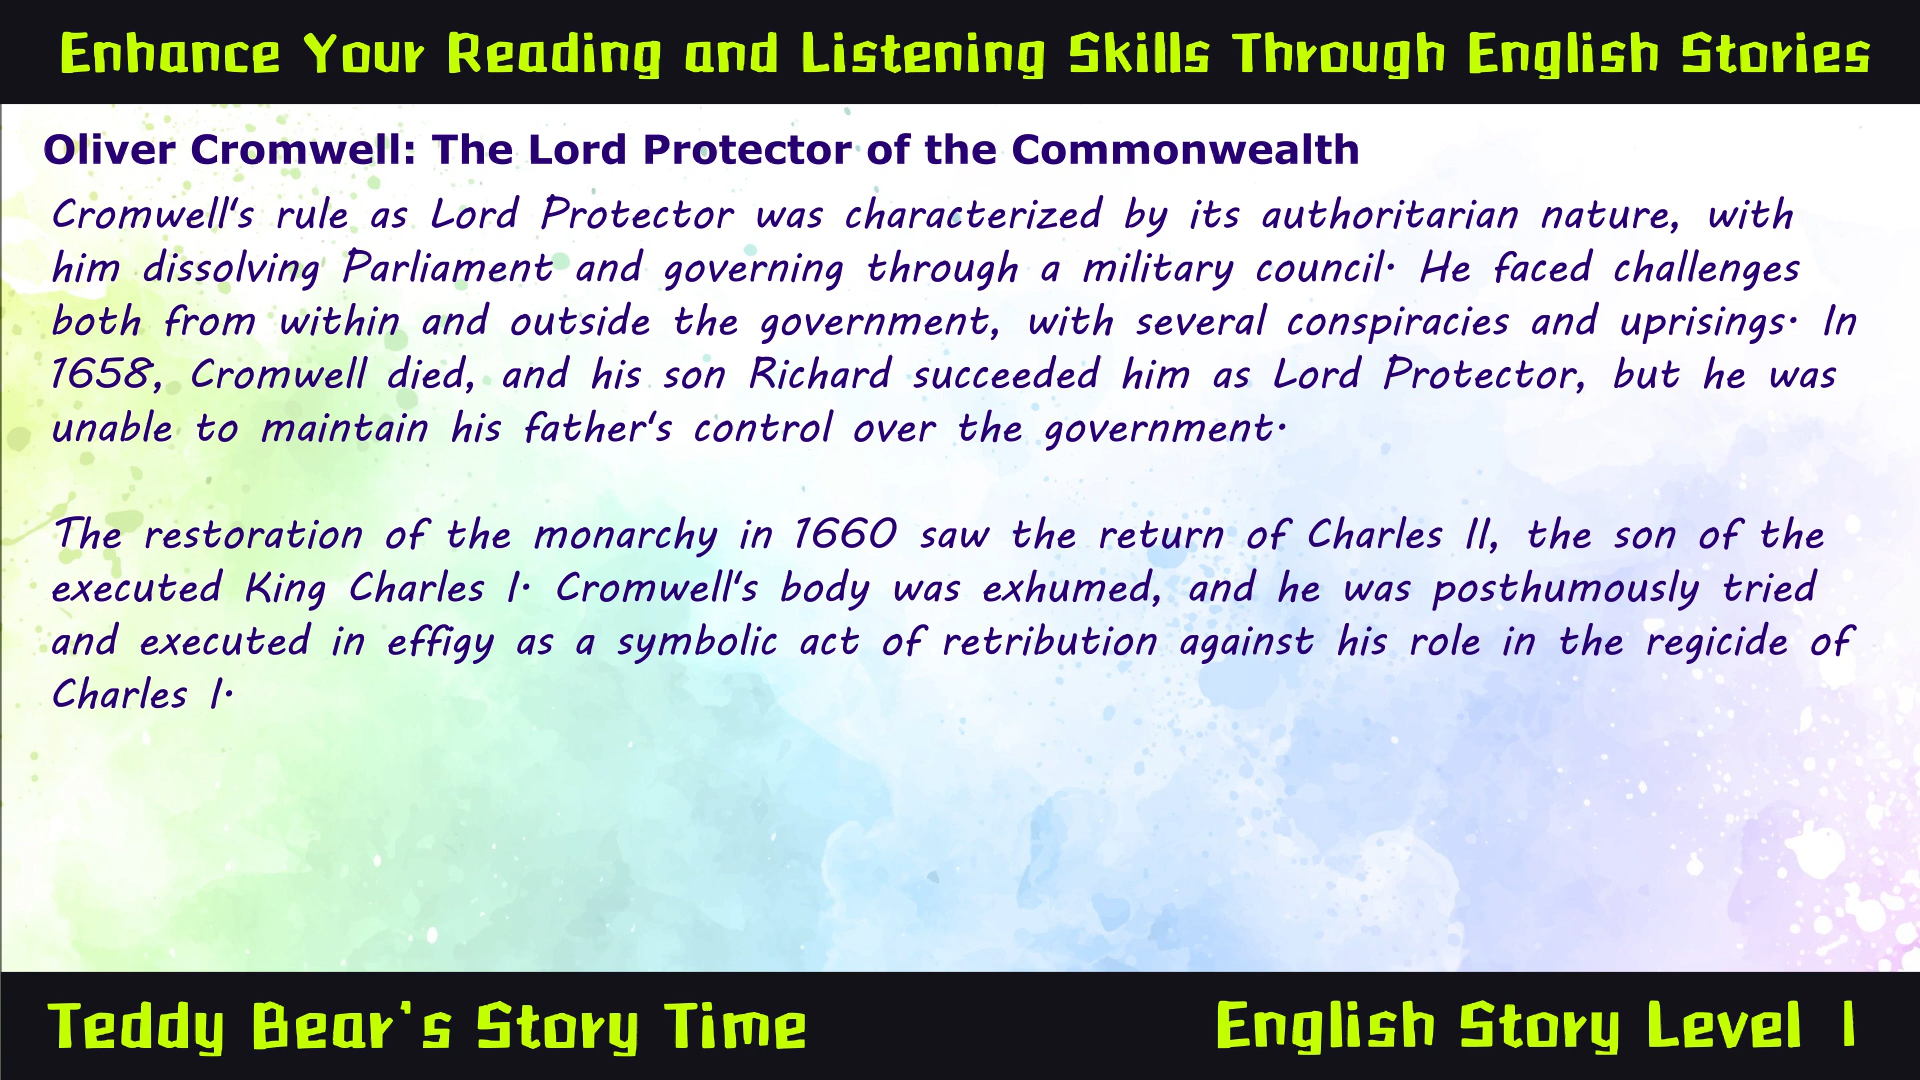 Enhance Your Reading and Listening Skills Through English Stories
Oliver Cromwell: The Lord Protector of the Commonwealth
Cromwell's rule as Lord Protector was characterized by its authoritarian nature, with
him dissolving Parliament and governing through a military council. He faced challenges
both from within and outside the government, with several conspiracies and uprisings. In
1658, Cromwell died, and his son Richard succeeded him as Lord Protector, but he was
unable to maintain his father's control over the government.
The restoration of the monarchy in 1660 saw the return of Charles II, the son of the
executed King Charles I. Cromwell's body was exhumed, and he was posthumously tried
and executed in effigy as a symbolic act of retribution against his role in the regicide of
Charles I.
Teddy Bear's Story Time
English Story Level 1